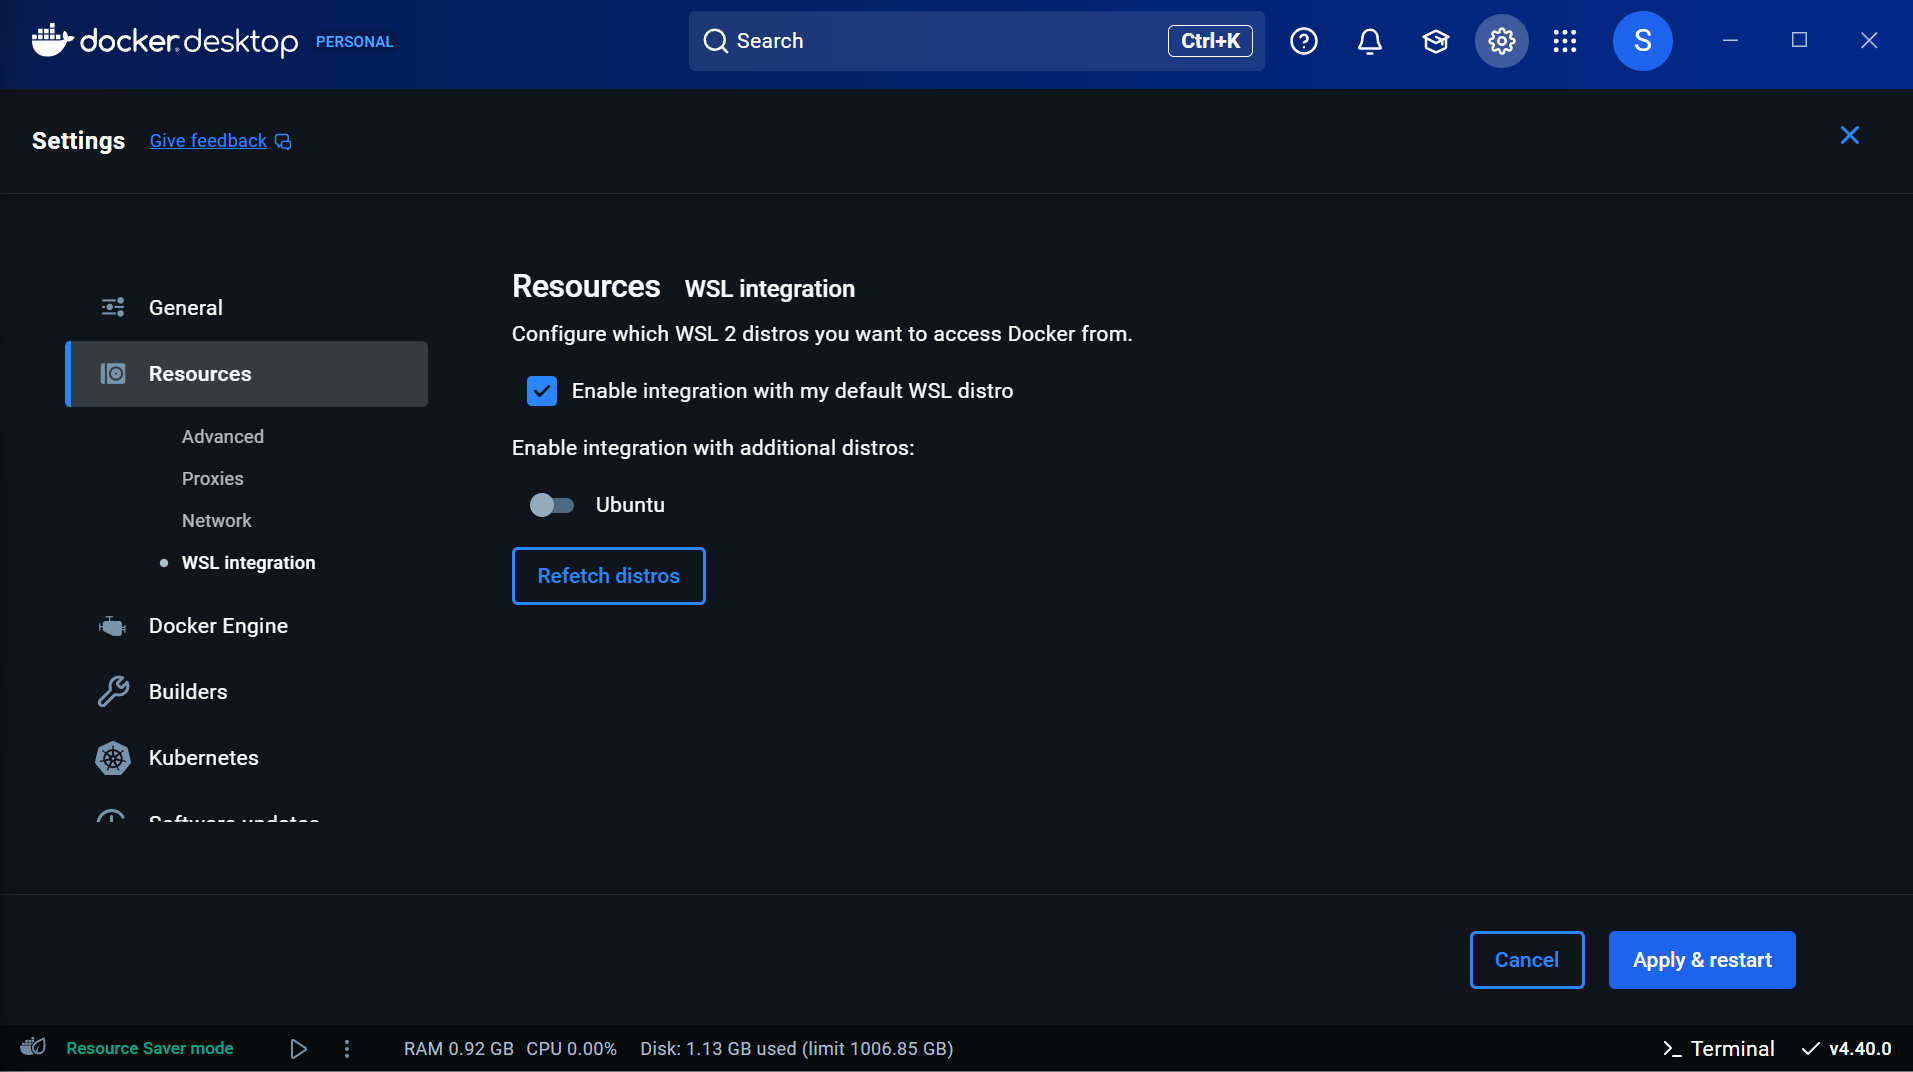 docker desktop PERSONAL
Search
Ctrl+K
S
Settings
Give feedback
General
Resources
Advanced
Proxies
Network
WSL integration
Docker Engine
Builders
Kubernetes
Software updates
Resources WSL integration
Configure which WSL 2 distros you want to access Docker from.
Enable integration with my default WSL distro
Enable integration with additional distros:
Ubuntu
Refetch distros
Cancel
Apply & restart
Resource Saver mode
RAM 0.92 GB CPU 0.00% Disk: 1.13 GB used (limit 1006.85 GB)
Terminal
v4.40.0